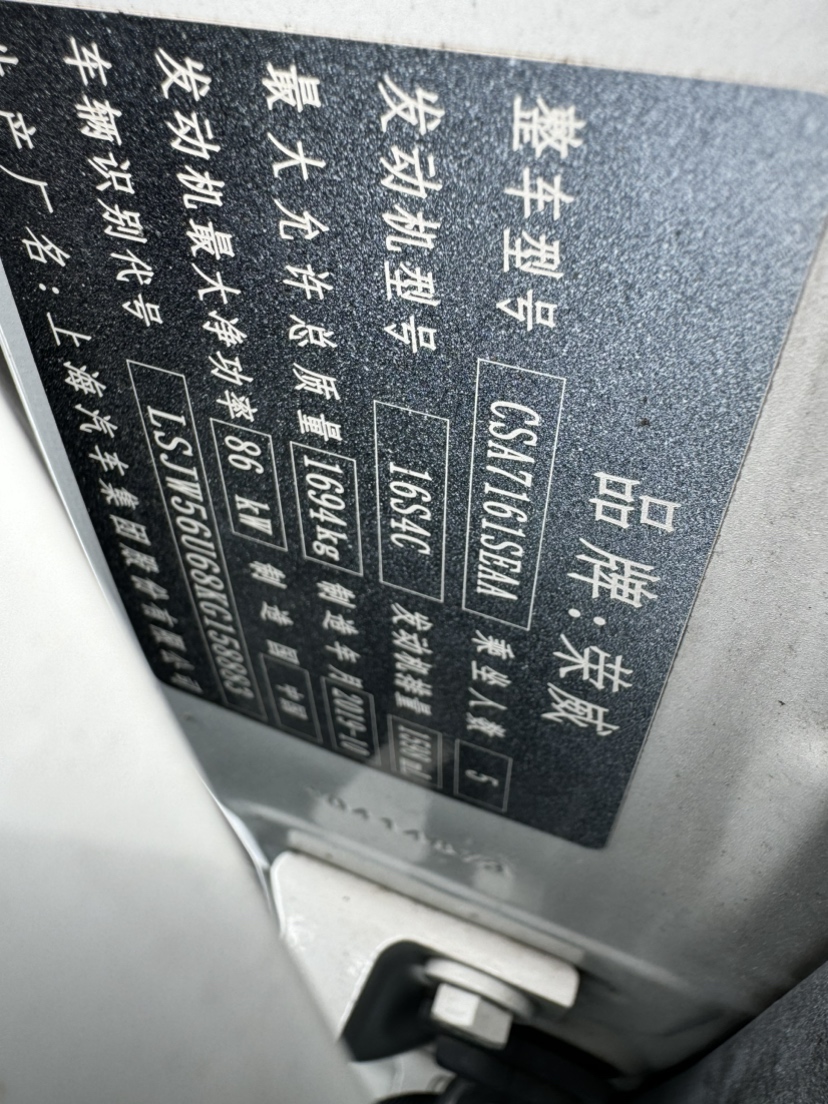 品牌:荣威
整车型号 CSA7161SEAA 乘坐人数 5
发动机型号 16S4C 发动机排量
最大允许总质量 1694kg 制造年月 2019-10
发动机最大净功率 86 kW 制造国 中国
车辆识别代号 LSJW56U68KG158883
生产厂名:上海汽车集团股份有限公司